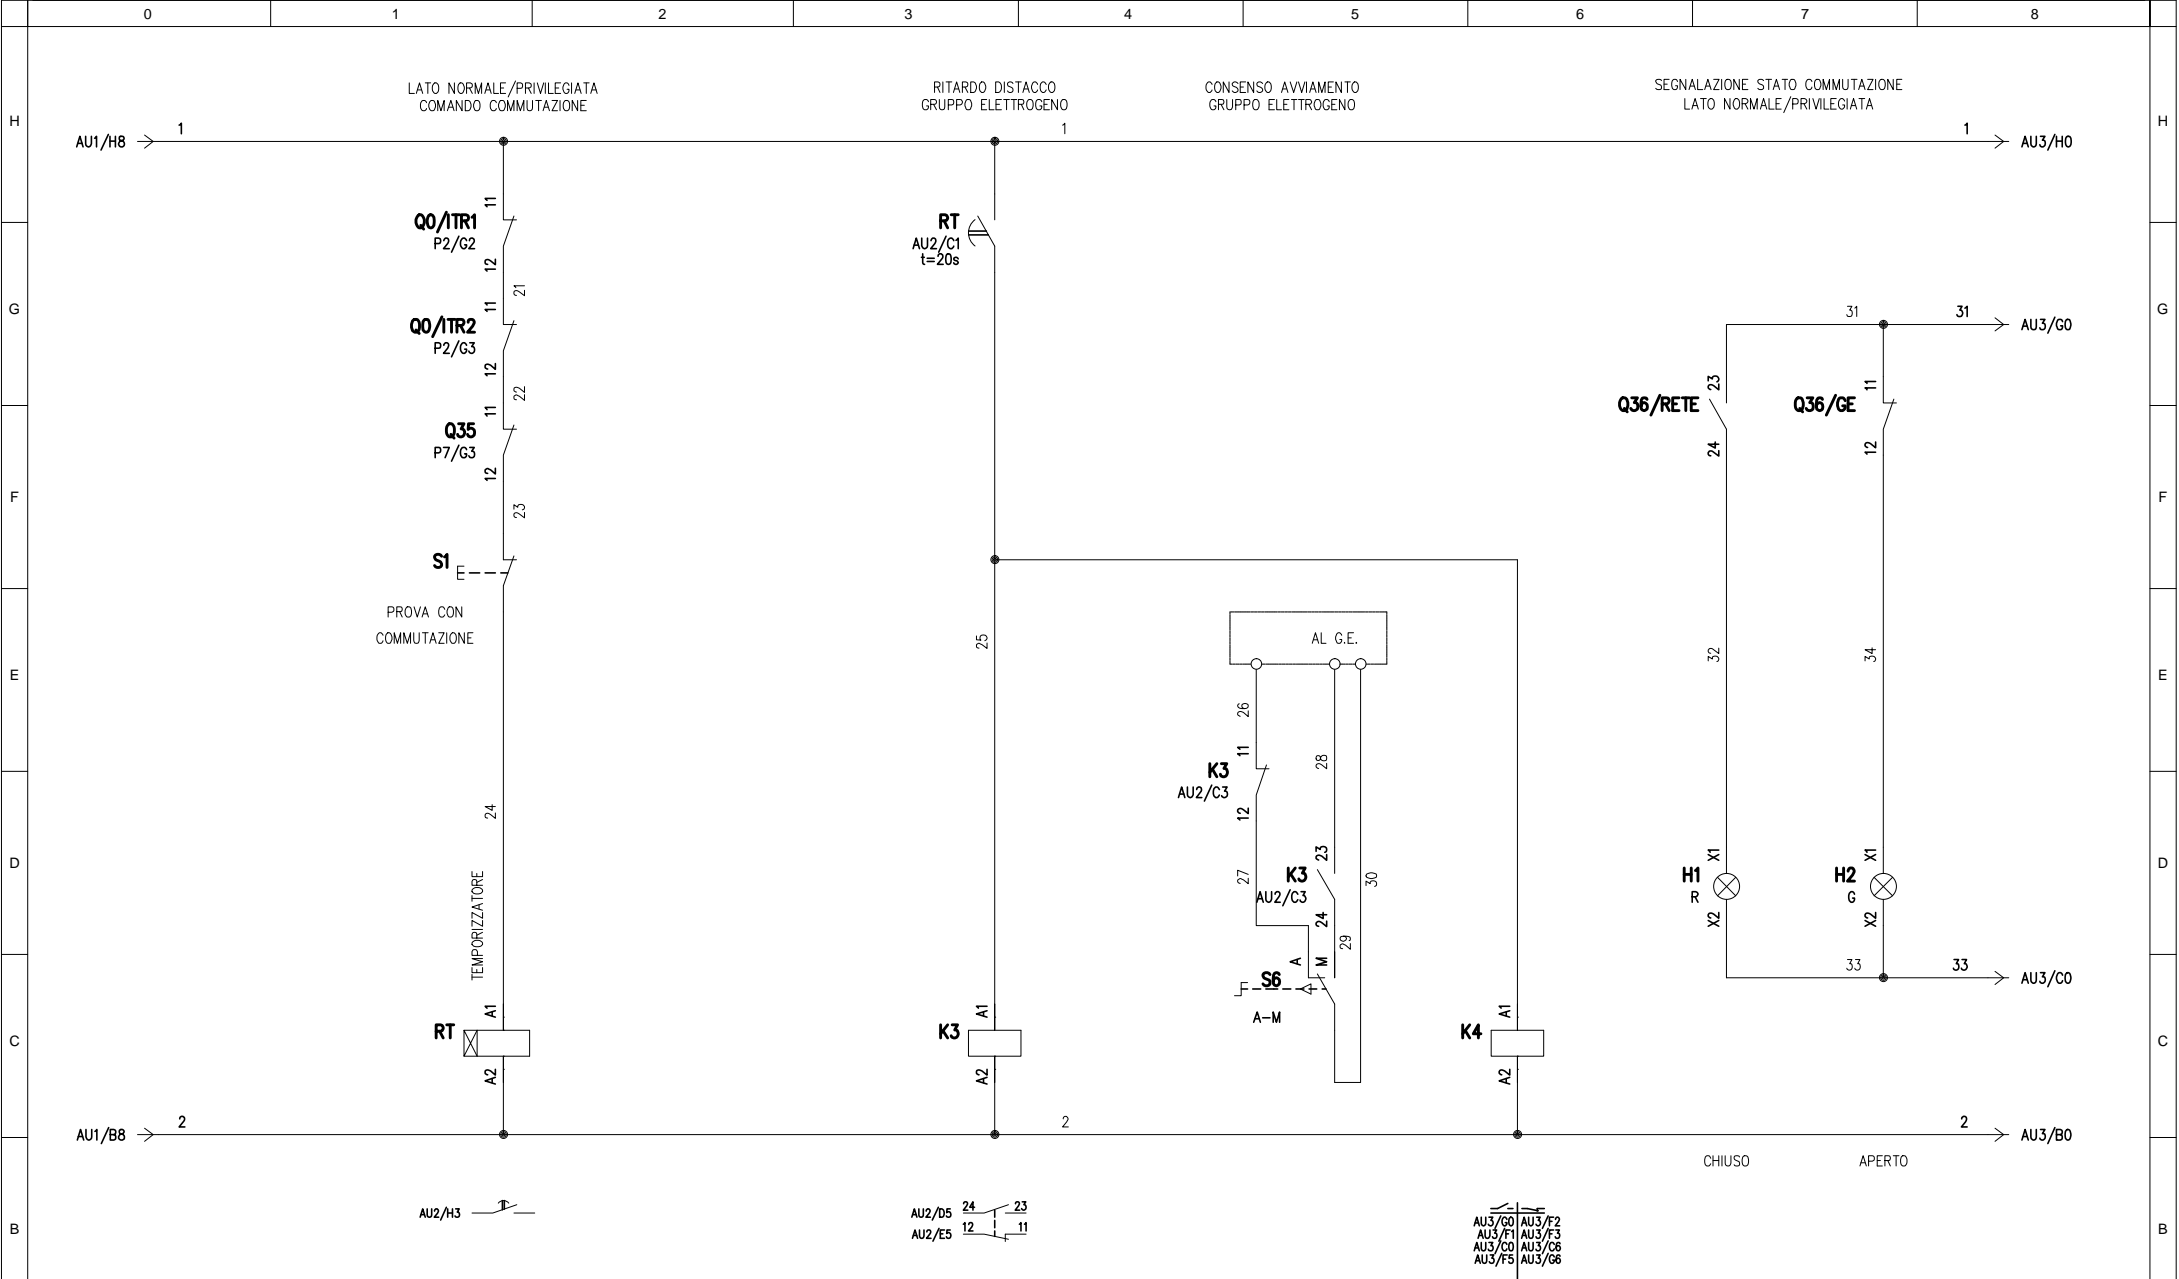 0 1 2 3 4 5 6 7 8
LATO NORMALE/PRIVILEGIATA
COMANDO COMMUTAZIONE
RITARDO DISTACCO
GRUPPO ELETTROGENO
CONSENSO AVVIAMENTO
GRUPPO ELETTROGENO
SEGNALAZIONE STATO COMMUTAZIONE
LATO NORMALE/PRIVILEGIATA
H H
AU1/H8 1 1 1 AU3/H0
11
Q0/ITR1
P2/G2
12
21
RT
AU2/C1
t=20s
G G
11
Q0/ITR2
P2/G3
12
22
31 31 AU3/G0
11
Q35
P7/G3
12
23
23
Q36/RETE
24
11
Q36/GE
12
F F
S1
PROVA CON
COMMUTAZIONE
25
AL G.E.
32
34
E E
26
11
K3
AU2/C3
12
27
28
23
K3
AU2/C3
24
29
30
24
TEMPORIZZATORE
D D
X1
H1
R
X2
X1
H2
G
X2
A M
S6
A-M
33 33 AU3/C0
A1
RT
A2
A1
K3
A2
A1
K4
A2
C C
AU1/B8 2 2 2 AU3/B0
CHIUSO APERTO
AU2/H3
AU2/D5 24 23
AU2/E5 12 11
AU3/G0 AU3/F2
AU3/F1 AU3/F3
AU3/C0 AU3/C6
AU3/F5 AU3/G6
B B